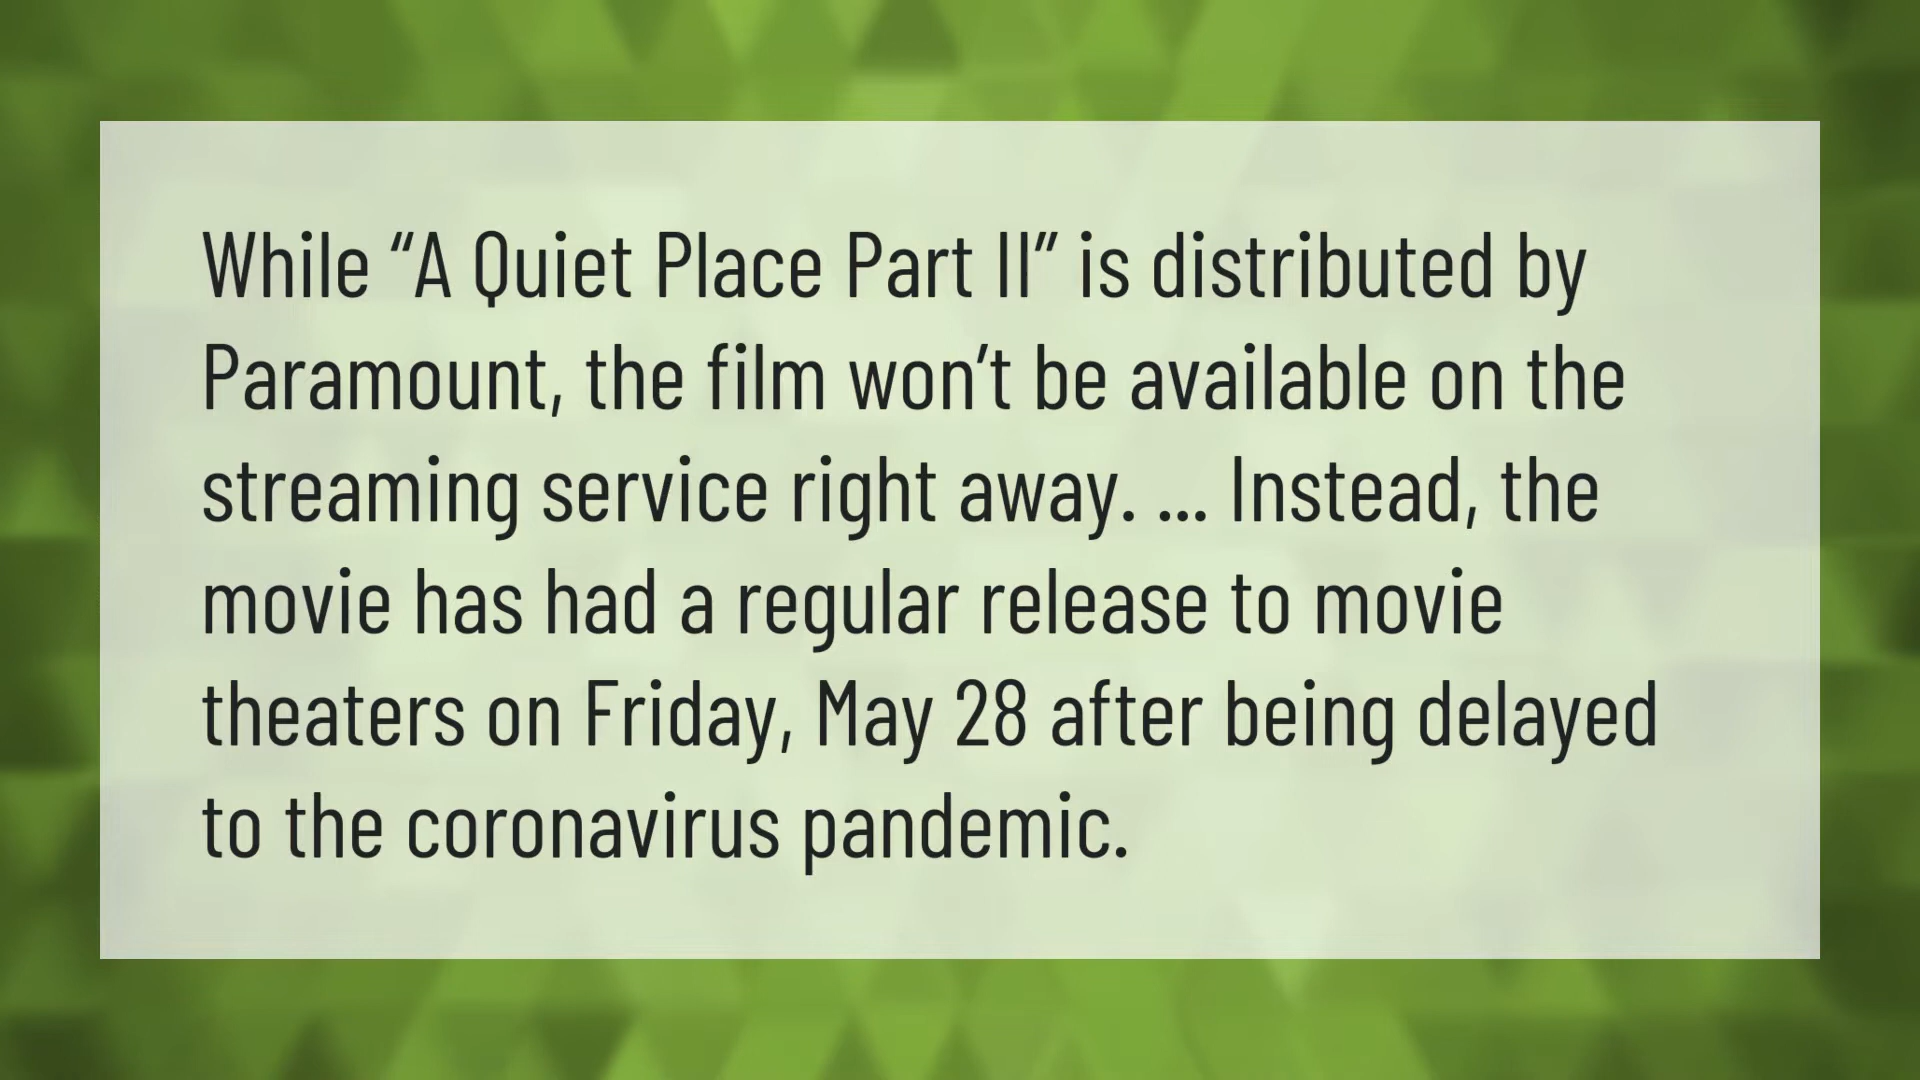 While “A Quiet Place Part II” is distributed by
Paramount, the film won’t be available on the
streaming service right away. ... Instead, the
movie has had a regular release to movie
theaters on Friday, May 28 after being delayed
to the coronavirus pandemic.